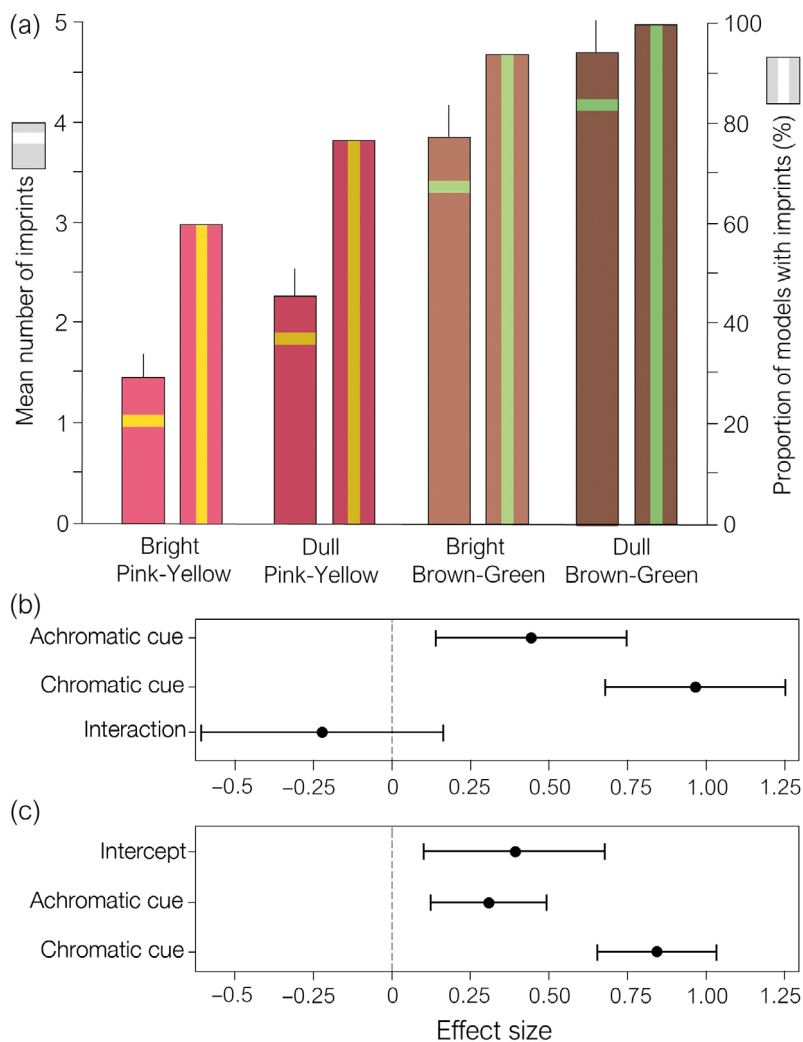 (a)
5
4
3
2
1
0
Mean number of imprints
100
80
60
40
20
0
Proportion of models with imprints (%)
Bright
Pink-Yellow
Dull
Pink-Yellow
Bright
Brown-Green
Dull
Brown-Green
(b)
Achromatic cue
Chromatic cue
Interaction
−0.5 −0.25 0 0.25 0.50 0.75 1.00 1.25
(c)
Intercept
Achromatic cue
Chromatic cue
−0.5 −0.25 0 0.25 0.50 0.75 1.00 1.25
Effect size